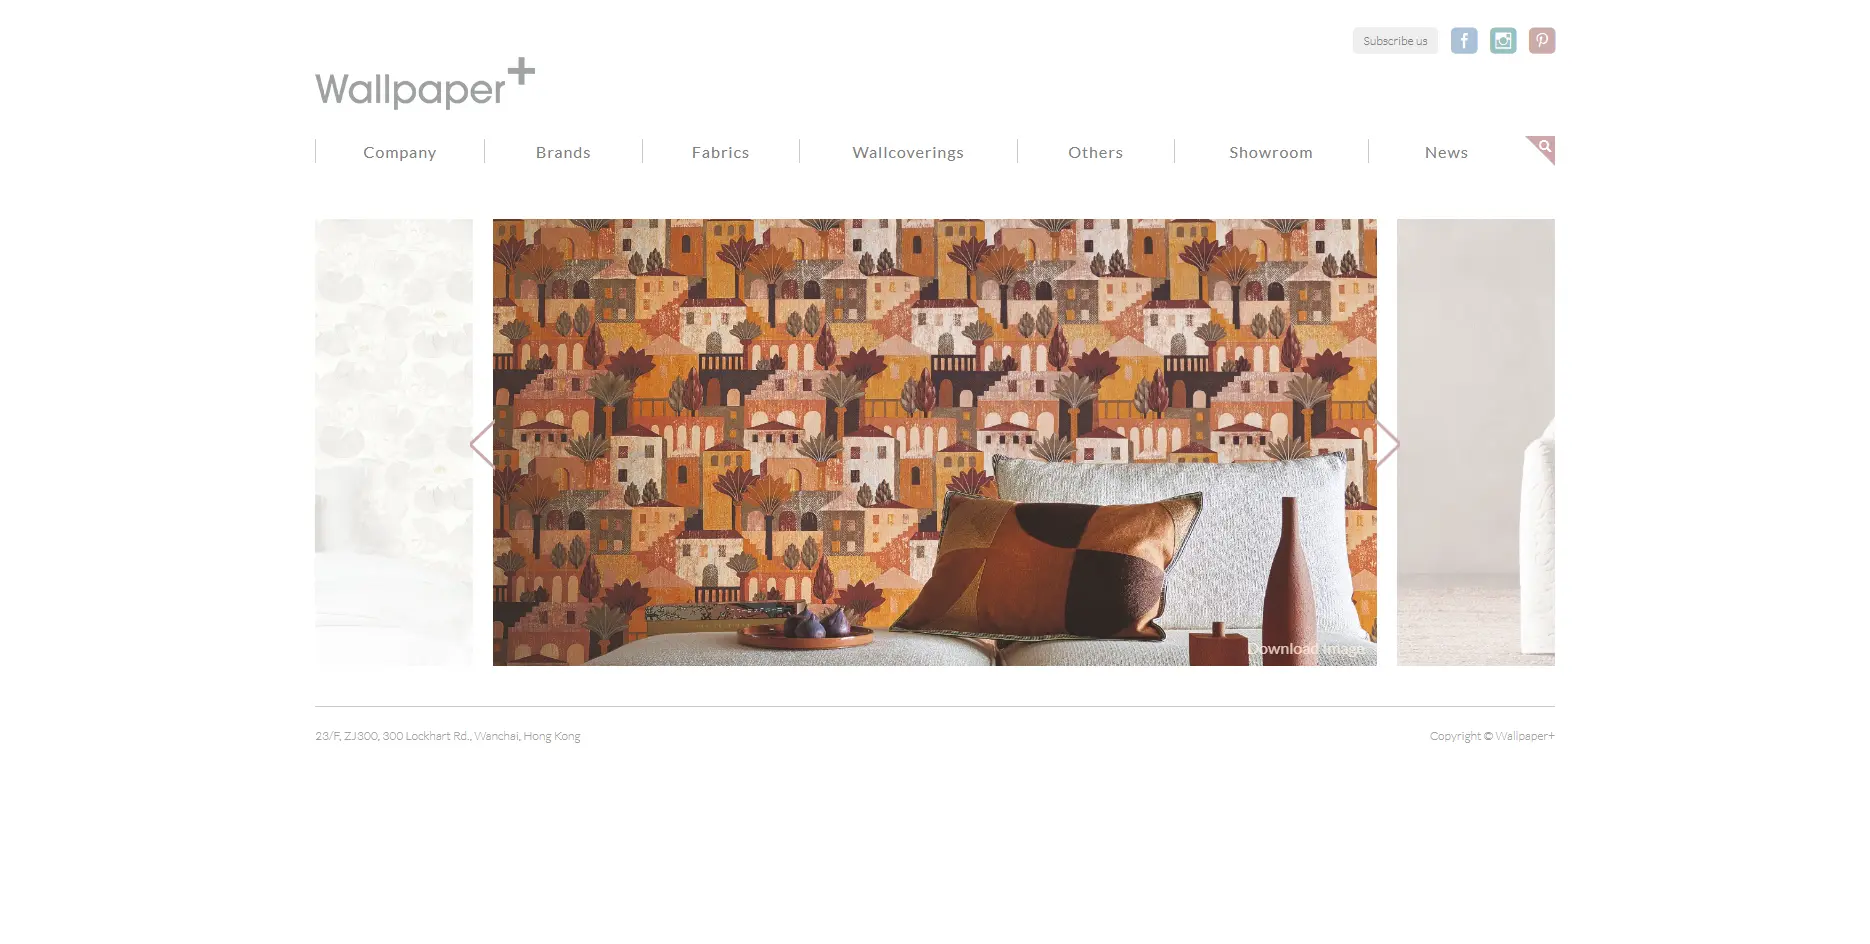 Subscribe us
Wallpaper+
Company
Brands
Fabrics
Wallcoverings
Others
Showroom
News
Download Image
23/F, ZJ300, 300 Lockhart Rd., Wanchai, Hong Kong
Copyright © Wallpaper+